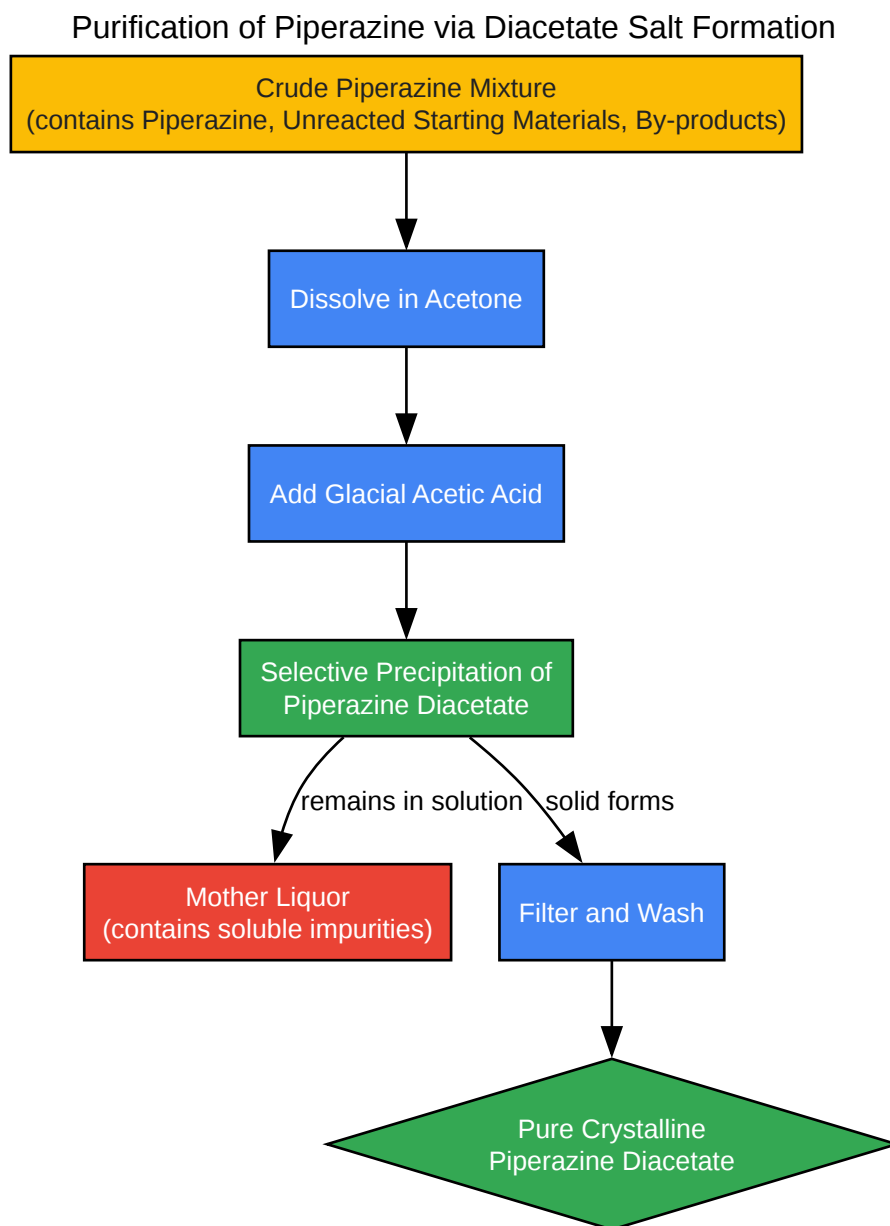 Purification of Piperazine via Diacetate Salt Formation
Crude Piperazine Mixture
(contains Piperazine, Unreacted Starting Materials, By-products)
Dissolve in Acetone
Add Glacial Acetic Acid
Selective Precipitation of
Piperazine Diacetate
remains in solution
solid forms
Mother Liquor
(contains soluble impurities)
Filter and Wash
Pure Crystalline
Piperazine Diacetate